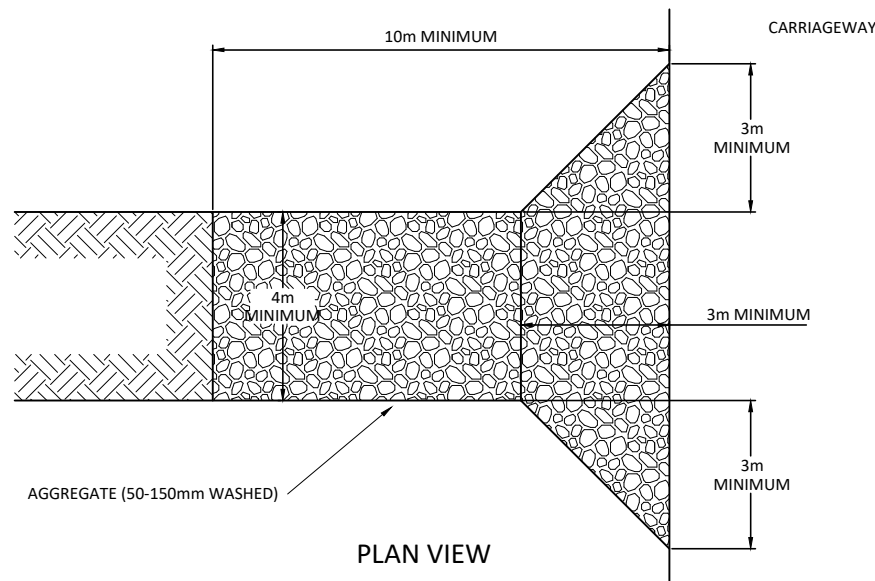 CARRIAGEWAY
10m MINIMUM
3m
MINIMUM
4m
MINIMUM
3m MINIMUM
3m
MINIMUM
AGGREGATE (50-150mm WASHED)
PLAN VIEW